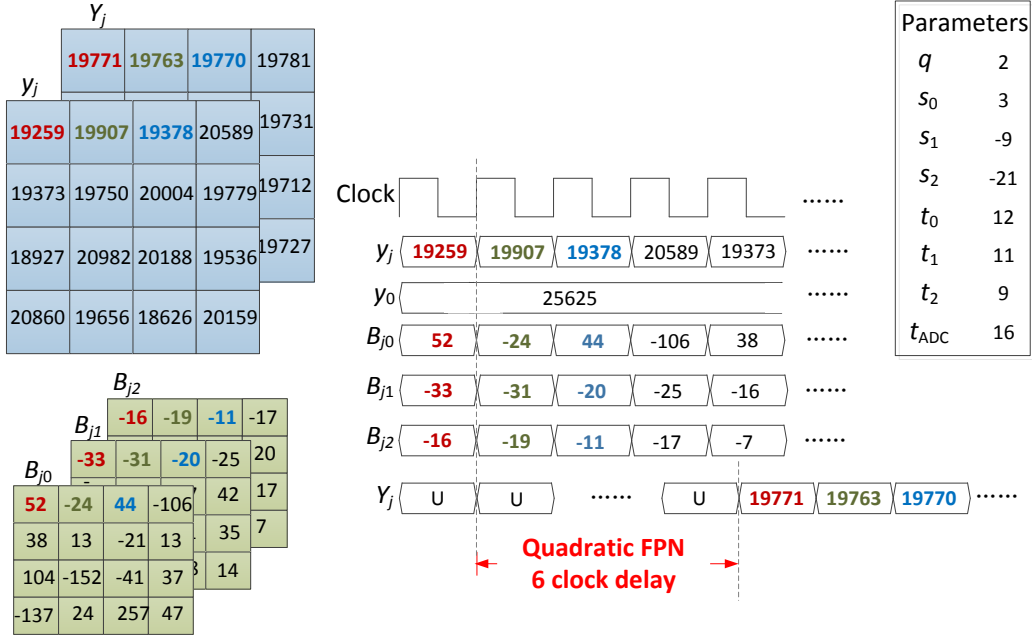 Y_j
19771 19763 19770 19781
19731
19712
19727
y_j
19259 19907 19378 20589
19373 19750 20004 19779
18927 20982 20188 19536
20860 19656 18626 20159
B_j2
-16 -19 -11 -17
20
17
7
B_j1
-33 -31 -20 -25
42
35
14
B_j0
52 -24 44 -106
38 13 -21 13
104 -152 -41 37
-137 24 257 47
Clock ……
y_j 19259 19907 19378 20589 19373 ……
y_0 25625 ……
B_j0 52 -24 44 -106 38 ……
B_j1 -33 -31 -20 -25 -16 ……
B_j2 -16 -19 -11 -17 -7 ……
Y_j U U …… U 19771 19763 19770 ……
Quadratic FPN
6 clock delay
Parameters
q 2
s_0 3
s_1 -9
s_2 -21
t_0 12
t_1 11
t_2 9
t_ADC 16